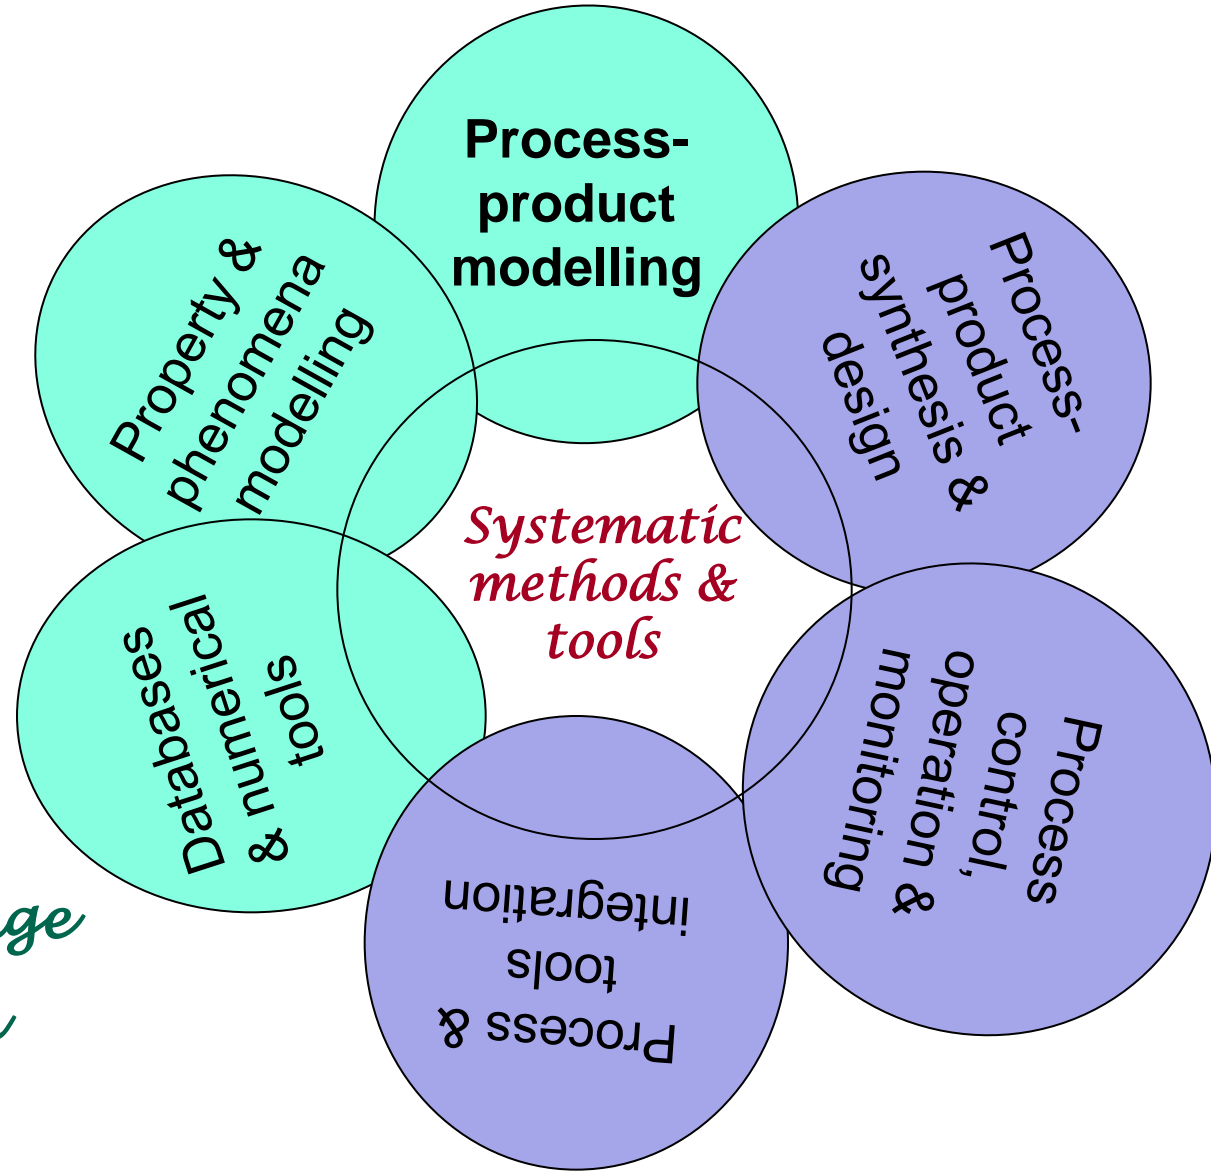 Process-
product
modelling
Process-
product
synthesis &
design
Process
control,
operation &
monitoring
Process &
tools
integration
Databases
& numerical
tools
Property &
phenomena
modelling
Systematic
methods &
tools